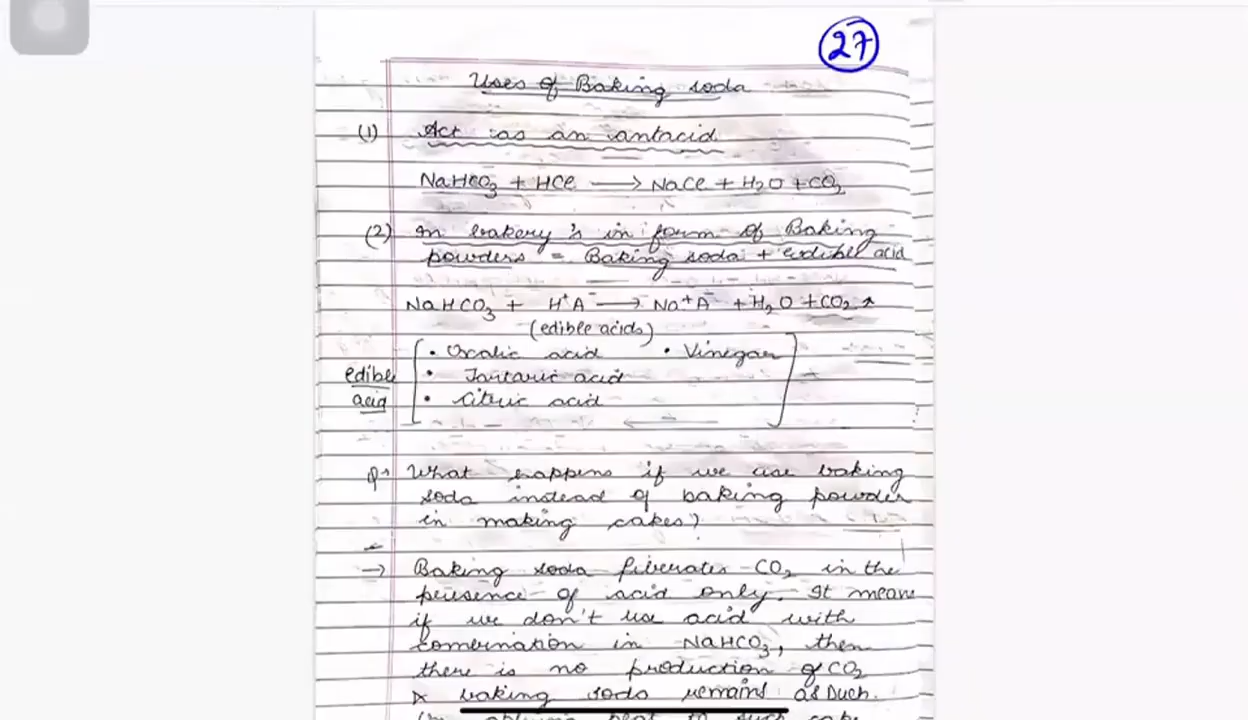 27
Uses of Baking soda
(1) Act as an antacid
NaHCO₃ + HCl → NaCl + H₂O + CO₂
(2) In bakery's in form of Baking
powders = Baking soda + edible acid
NaHCO₃ + H⁺A⁻ → Na⁺A⁻ + H₂O + CO₂ ↑
(edible acids)
• Oxalic acid • Vinegar
edible • Tartaric acid
acid • Citric acid
Q→ What happens if we use baking
soda instead of baking powder
in making cakes?
→ Baking soda liberates CO₂ in the
presence of acid only. It means
if we don't use acid with
combination in NaHCO₃, then
there is no production of CO₂
& baking soda remains as such.